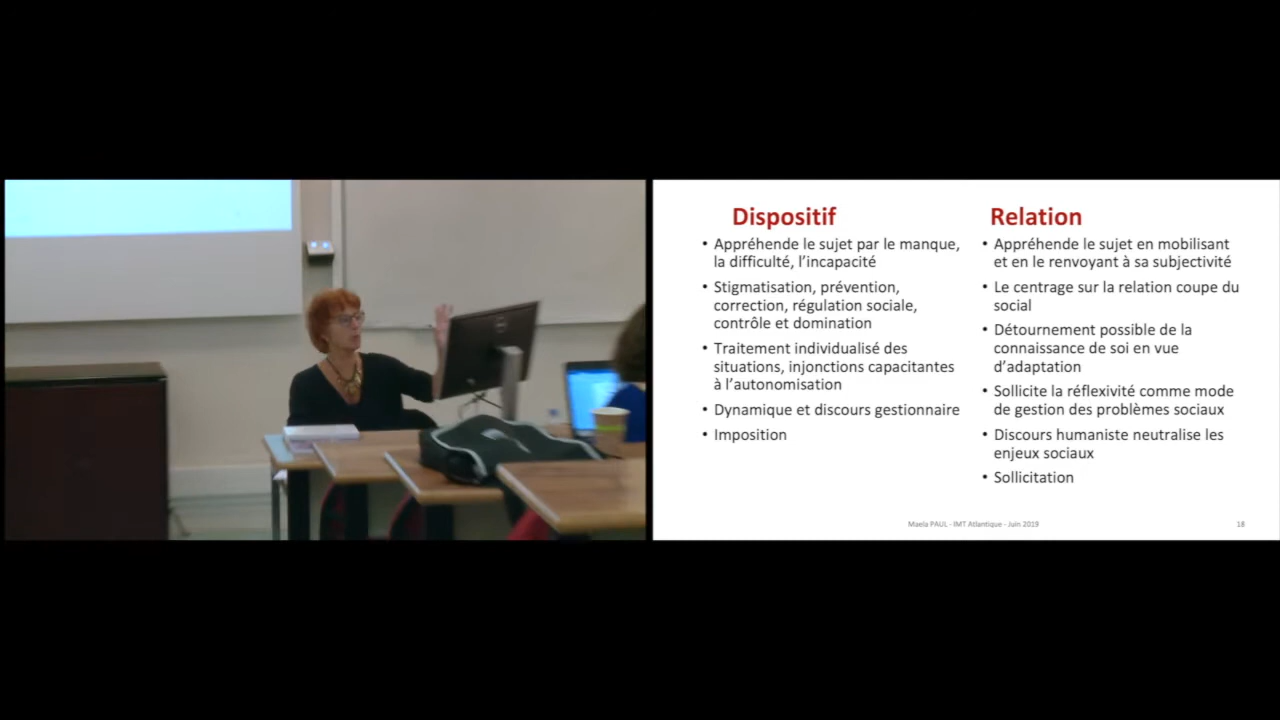 Dispositif
• Appréhende le sujet par le manque,
la difficulté, l’incapacité
• Stigmatisation, prévention,
correction, régulation sociale,
contrôle et domination
• Traitement individualisé des
situations, injonctions capacitantes
à l’autonomisation
• Dynamique et discours gestionnaire
• Imposition
Relation
• Appréhende le sujet en mobilisant
et en le renvoyant à sa subjectivité
• Le centrage sur la relation coupe du
social
• Détournement possible de la
connaissance de soi en vue
d’adaptation
• Sollicite la réflexivité comme mode
de gestion des problèmes sociaux
• Discours humaniste neutralise les
enjeux sociaux
• Sollicitation
Maela PAUL - IMT Atlantique - Juin 2019
18